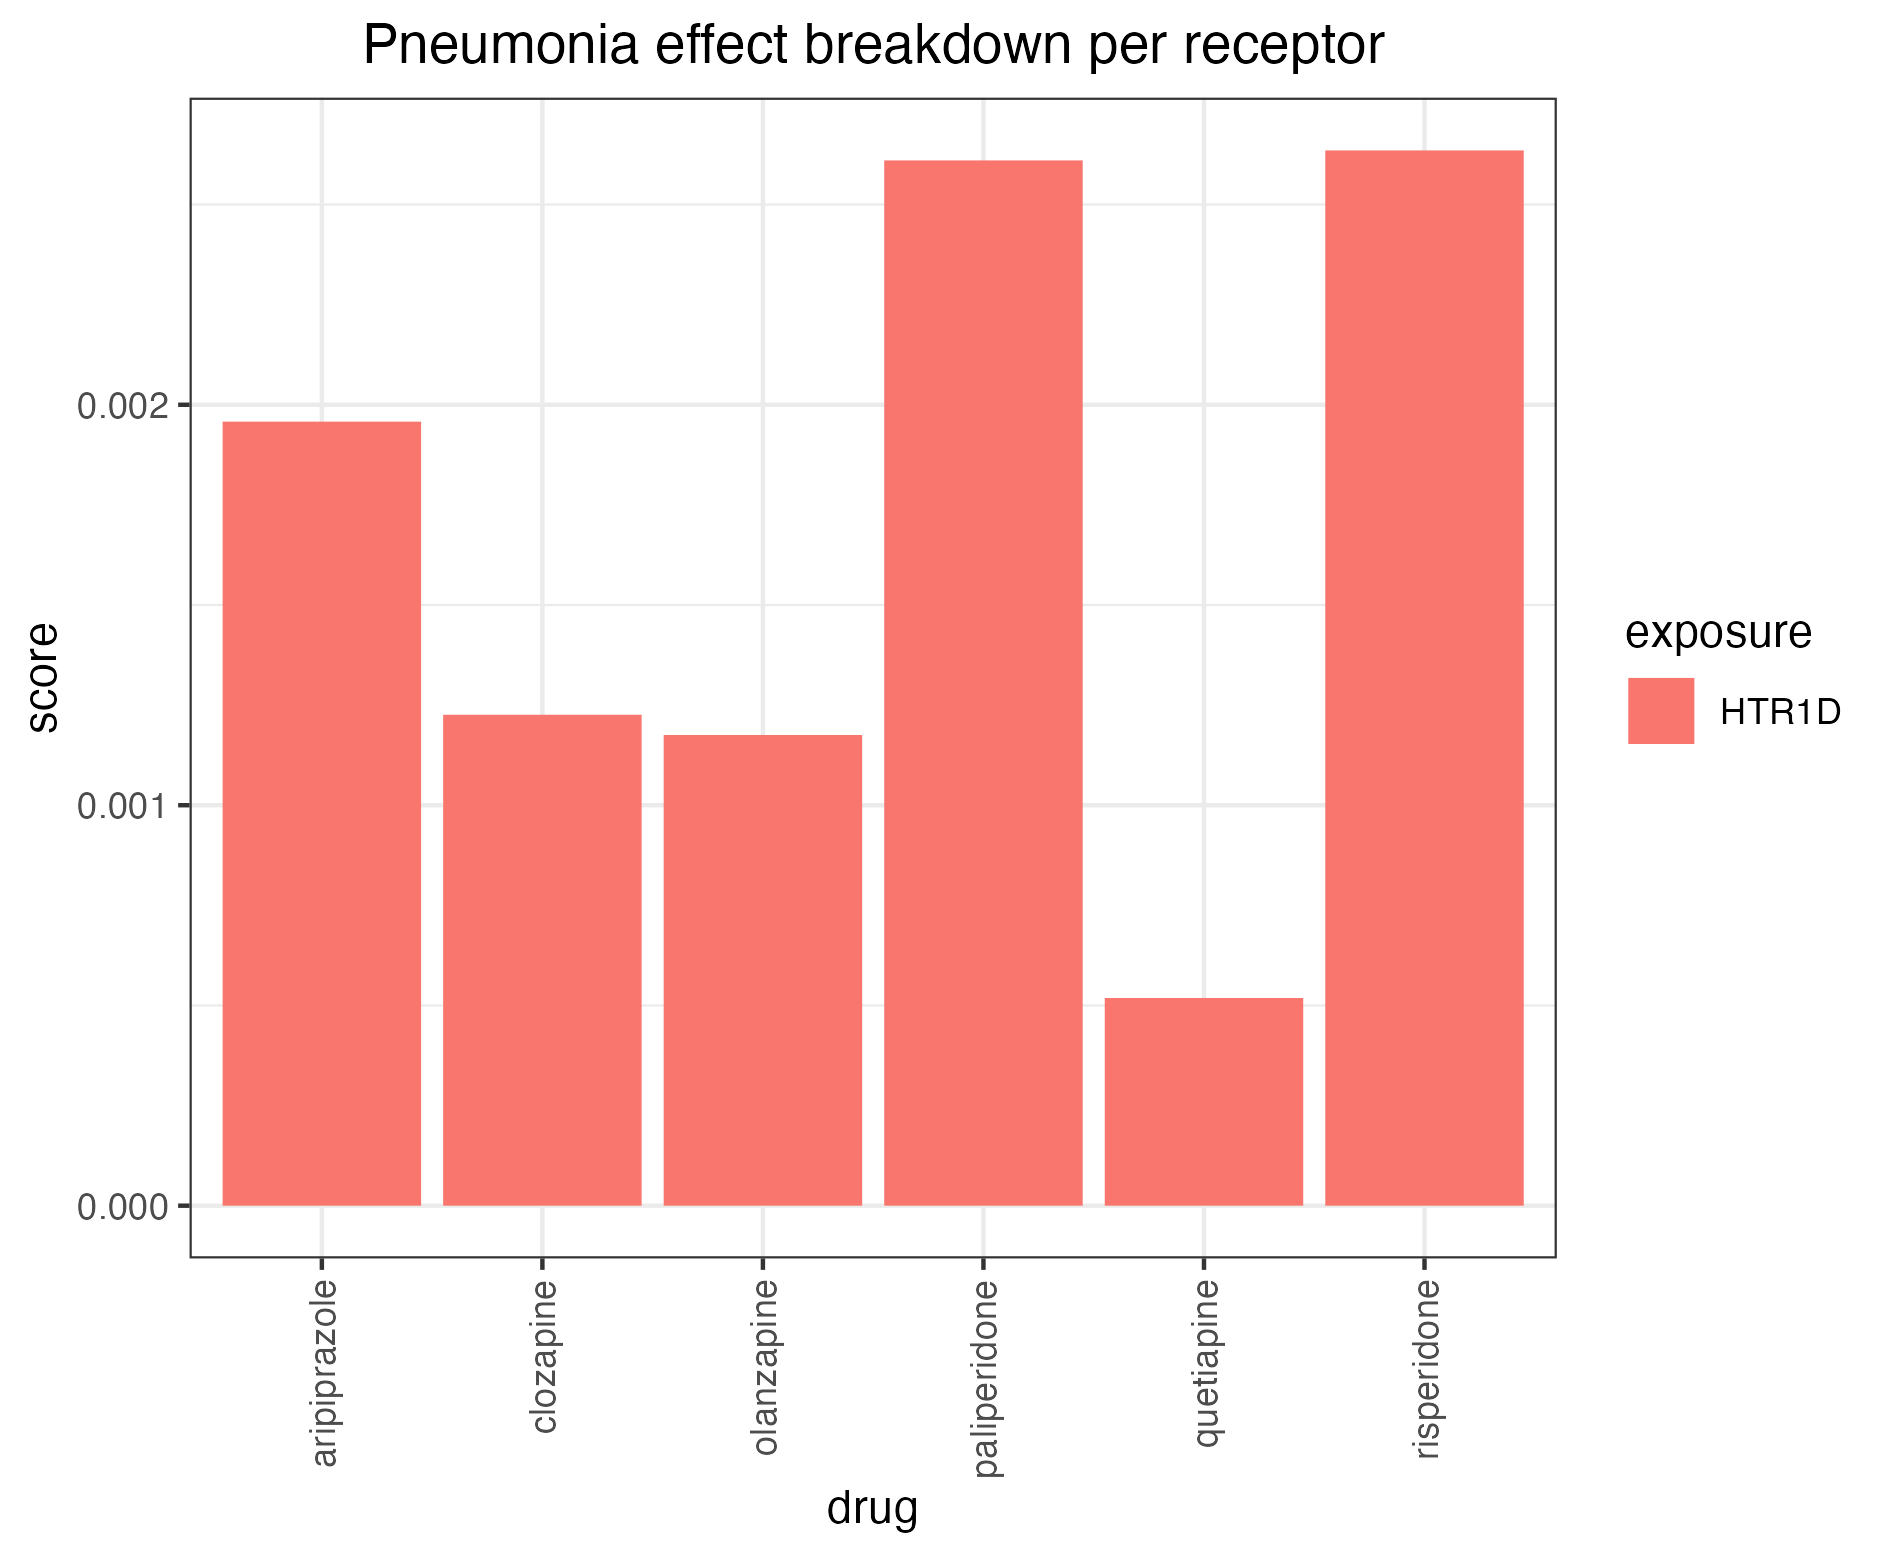 Pneumonia effect breakdown per receptor
score
0.002
0.001
0.000
aripiprazole
clozapine
olanzapine
paliperidone
quetiapine
risperidone
drug
exposure
HTR1D